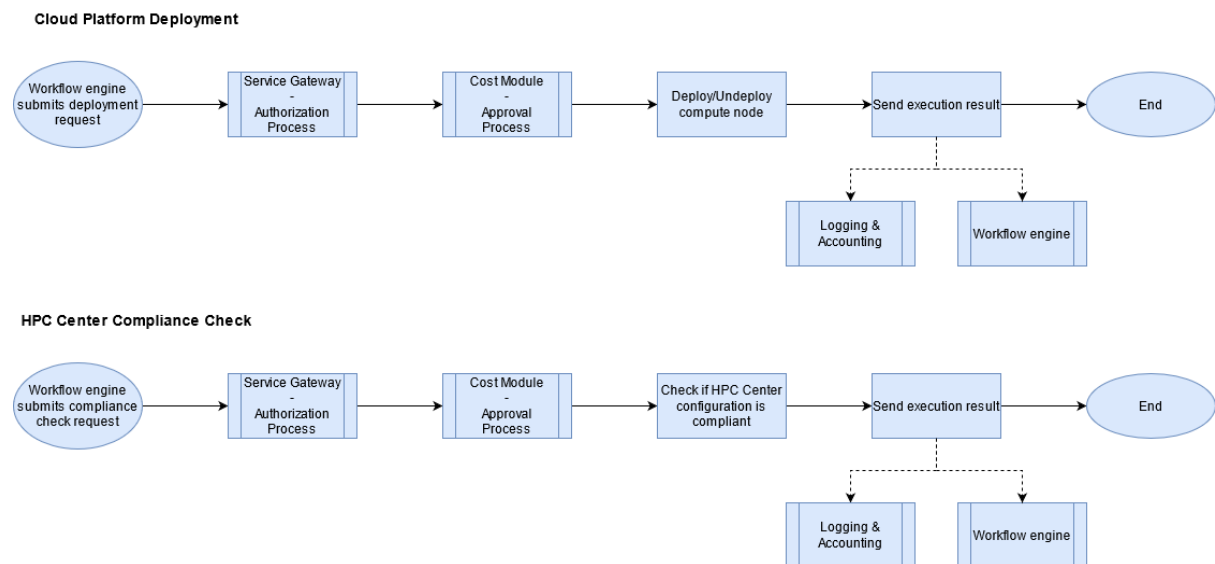 Cloud Platform Deployment
Workflow engine
submits deployment
request
Service Gateway
-
Authorization
Process
Cost Module
-
Approval
Process
Deploy/Undeploy
compute node
Send execution result
End
Logging &
Accounting
Workflow engine
HPC Center Compliance Check
Workflow engine
submits compliance
check request
Service Gateway
-
Authorization
Process
Cost Module
-
Approval
Process
Check if HPC Center
configuration is
compliant
Send execution result
End
Logging &
Accounting
Workflow engine